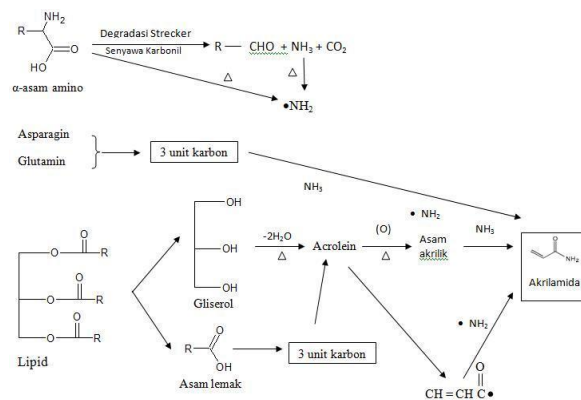 NH₂
R
O
HO
α-asam amino
Degradasi Strecker
Senyawa Karbonil
R — CHO + NH₃ + CO₂
△
△
•NH₂
Asparagin
Glutamin
3 unit karbon
NH₃
O
O
R
O
O
R
O
O
R
Lipid
OH
OH
OH
Gliserol
-2H₂O
△
Acrolein
(O)
△
• NH₂
Asam
akrilik
NH₃
O
NH₂
Akrilamida
R
O
OH
Asam lemak
3 unit karbon
• NH₂
O
CH = CH C•